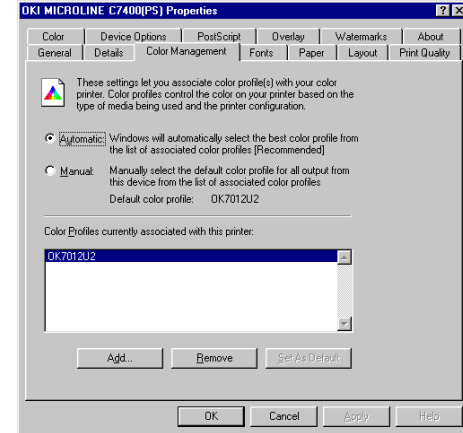 OKI MICROLINE C7400(PS) Properties
Color Device Options PostScript Overlay Watermarks About
General Details Color Management Fonts Paper Layout Print Quality
These settings let you associate color profile(s) with your color
printer. Color profiles control the color on your printer based on the
type of media being used and the printer configuration.
Automatic: Windows will automatically select the best color profile from
the list of associated color profiles [Recommended]
Manual: Manually select the default color profile for all output from
this device from the list of associated color profiles
Default color profile: OK7012U2
Color Profiles currently associated with this printer:
OK7012U2
Add... Remove Set As Default
OK Cancel Apply Help